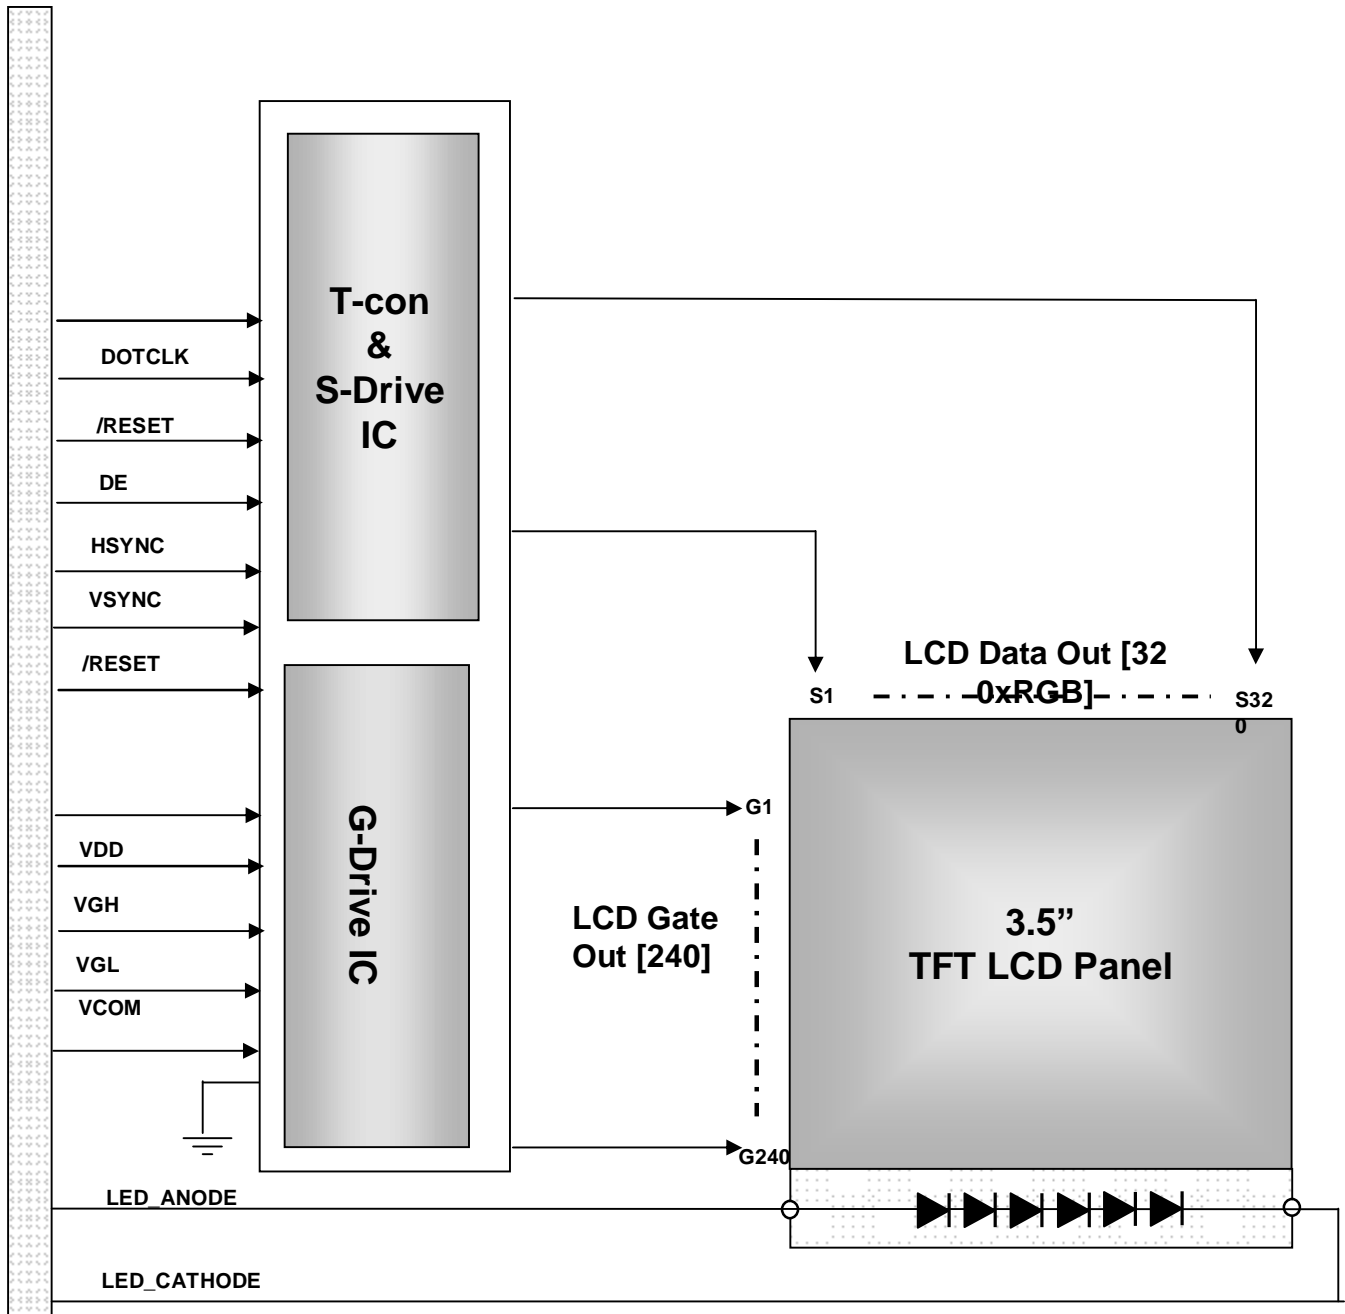 T-con
&
S-Drive
IC
DOTCLK
/RESET
DE
HSYNC
VSYNC
/RESET
LCD Data Out [32
0xRGB]
S1
S32
0
G-Drive IC
G1
VDD
VGH
VGL
VCOM
LCD Gate
Out [240]
3.5”
TFT LCD Panel
G240
LED_ANODE
LED_CATHODE